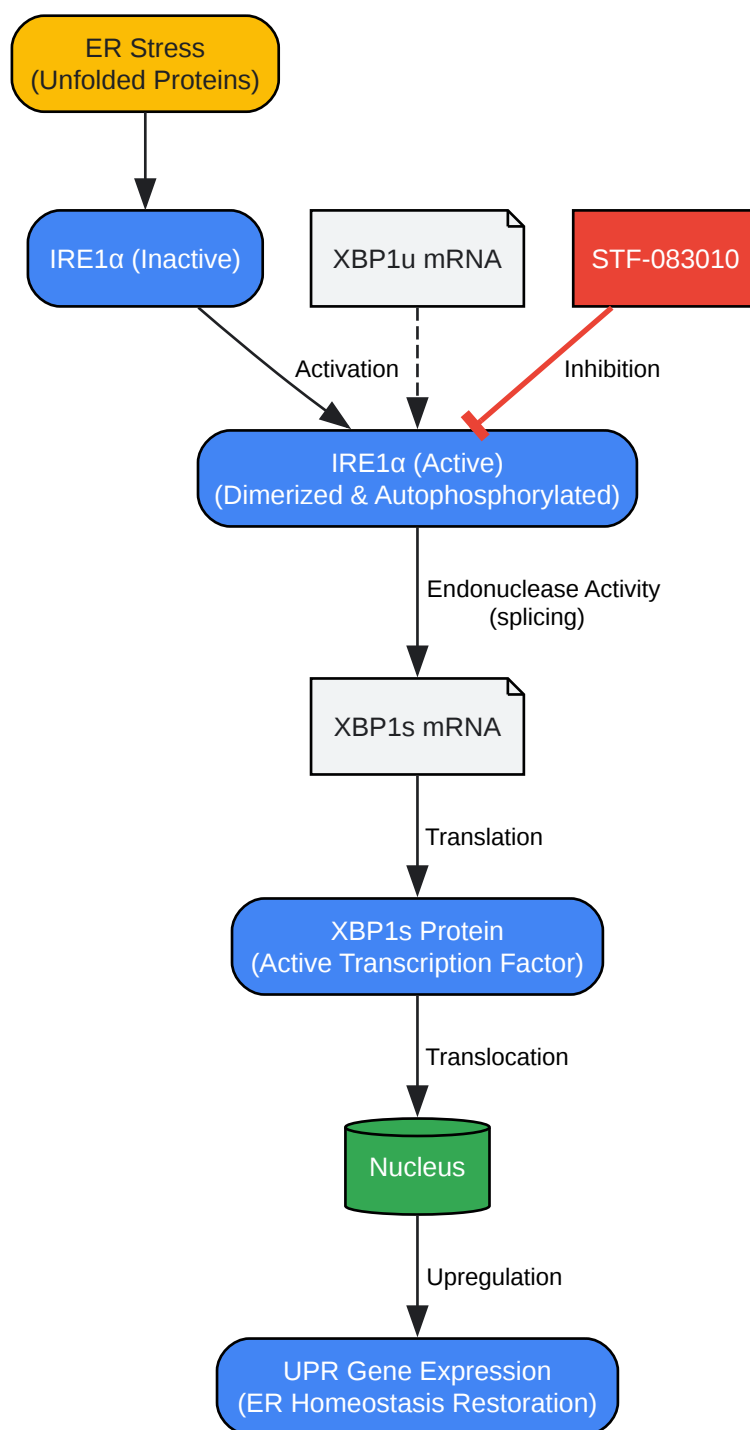 ER Stress
(Unfolded Proteins)
IRE1α (Inactive)
XBP1u mRNA
STF-083010
Activation
Inhibition
IRE1α (Active)
(Dimerized & Autophosphorylated)
Endonuclease Activity
(splicing)
XBP1s mRNA
Translation
XBP1s Protein
(Active Transcription Factor)
Translocation
Nucleus
Upregulation
UPR Gene Expression
(ER Homeostasis Restoration)